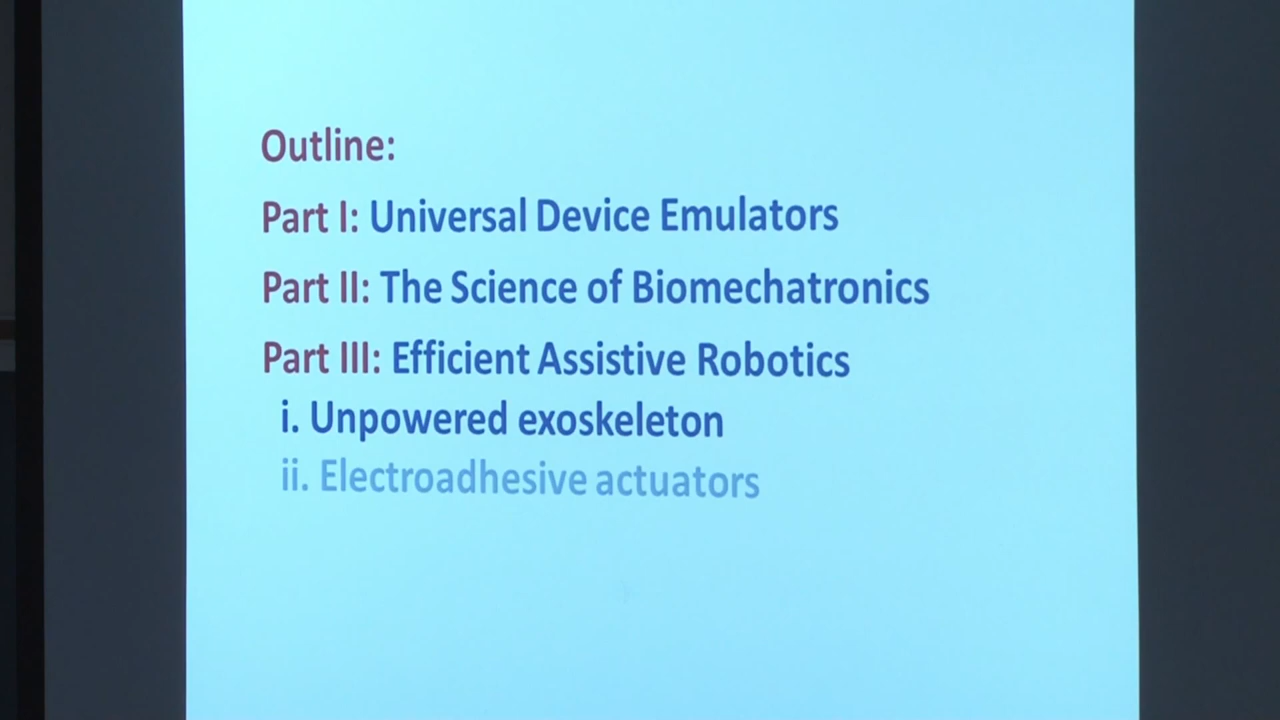 Outline:
Part I: Universal Device Emulators
Part II: The Science of Biomechatronics
Part III: Efficient Assistive Robotics
i. Unpowered exoskeleton
ii. Electroadhesive actuators